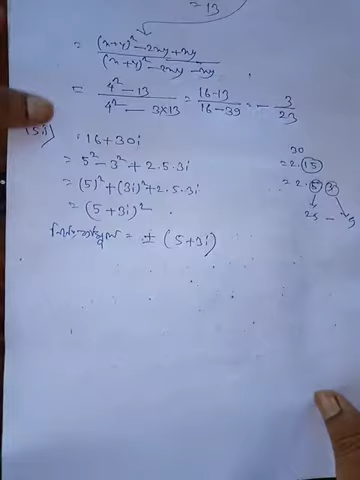 = 13
= (x+y)² - 2xy + xy / (x+y)² - 2xy - xy
= 4² - 13 / 4² - 3×13 = 16-13 / 16-39 = - 3/23
= 16 + 30i
30
= 5² - 3² + 2.5.3i
= 2.15
= (5)² + (3i)² + 2.5.3i
= 2.5 3
= (5 + 3i)²
25 - 9
= ± (5+3i)